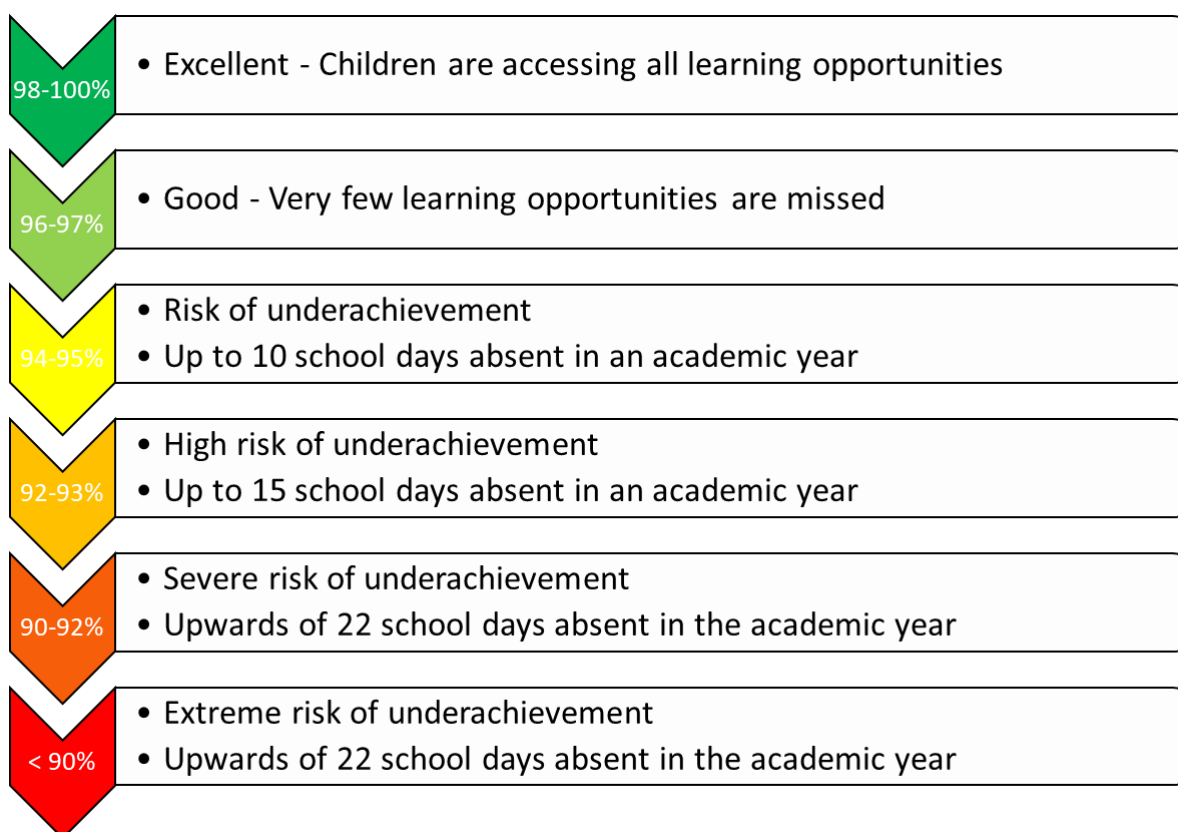 98-100%
• Excellent - Children are accessing all learning opportunities
96-97%
• Good - Very few learning opportunities are missed
94-95%
• Risk of underachievement
• Up to 10 school days absent in an academic year
92-93%
• High risk of underachievement
• Up to 15 school days absent in an academic year
90-92%
• Severe risk of underachievement
• Upwards of 22 school days absent in the academic year
< 90%
• Extreme risk of underachievement
• Upwards of 22 school days absent in the academic year